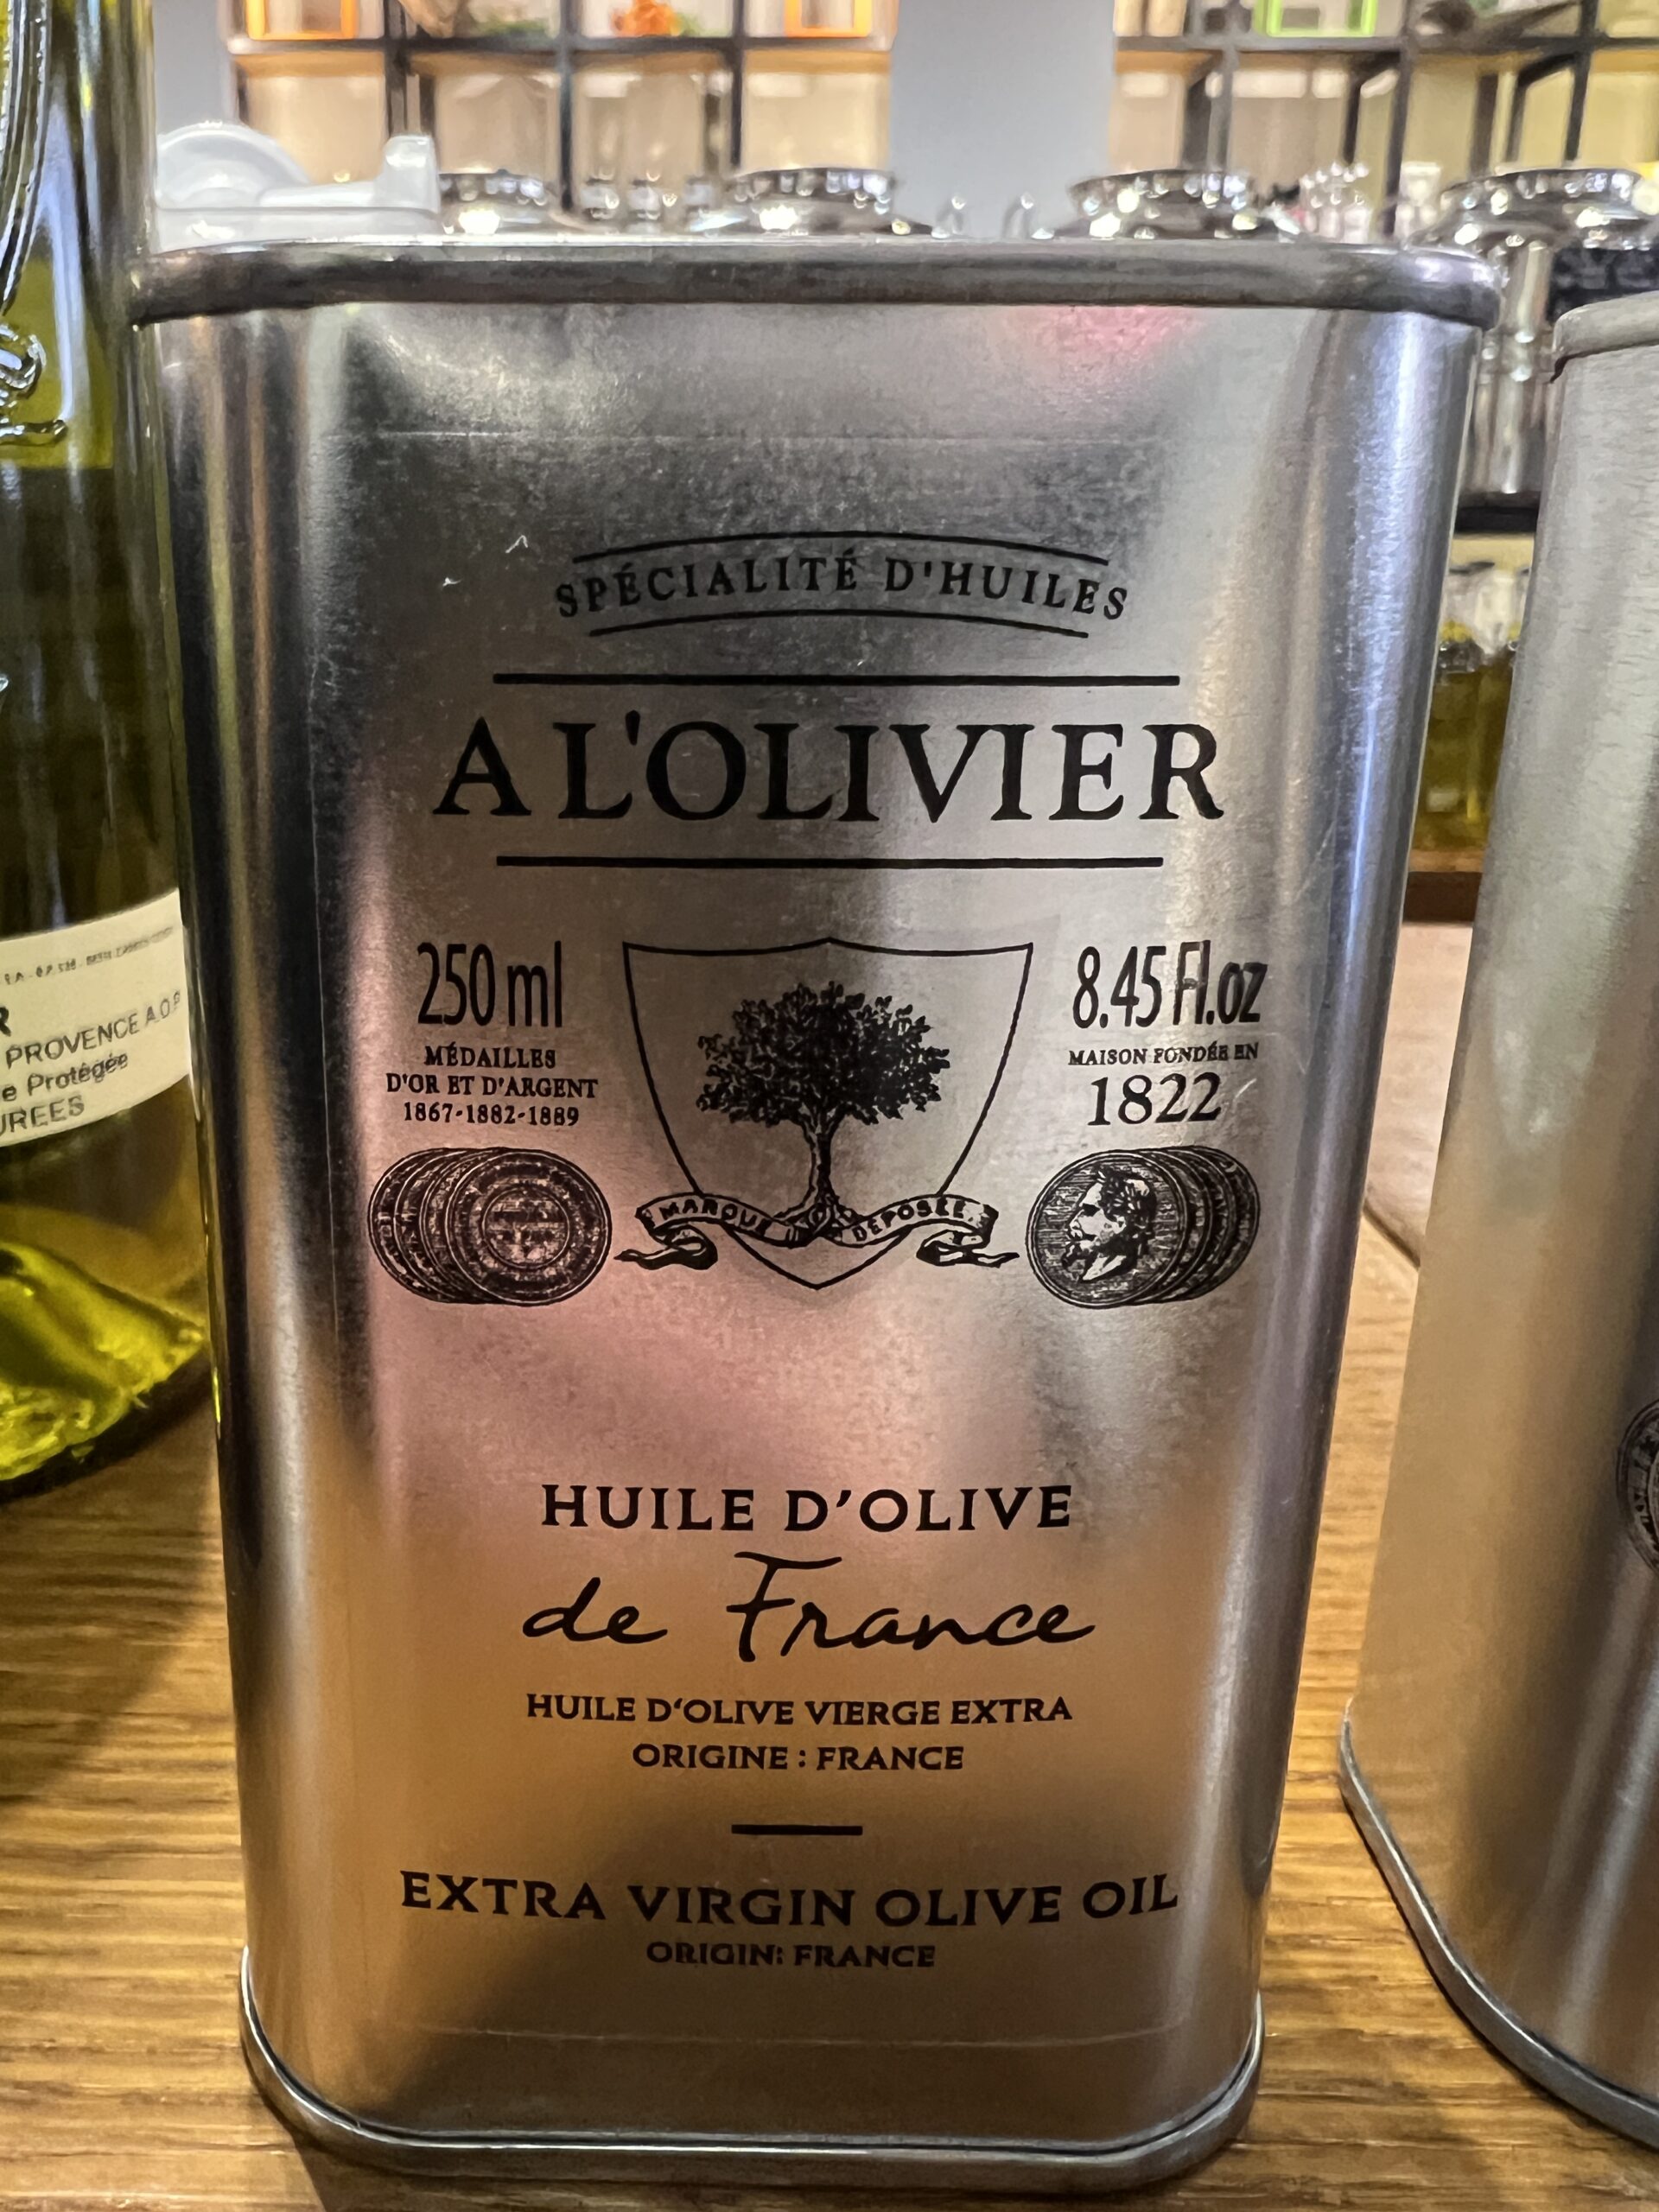 SPÉCIALITÉ D'HUILES
A L'OLIVIER
250 ml
8.45 Fl.oz
MÉDAILLES
D'OR ET D'ARGENT
1867-1882-1889
MAISON FONDÉE EN
1822
MARQUE DÉPOSÉE
HUILE D'OLIVE
de France
HUILE D'OLIVE VIERGE EXTRA
ORIGINE : FRANCE
EXTRA VIRGIN OLIVE OIL
ORIGIN: FRANCE
PROVENCE A.O.P
e Protégée
UREES